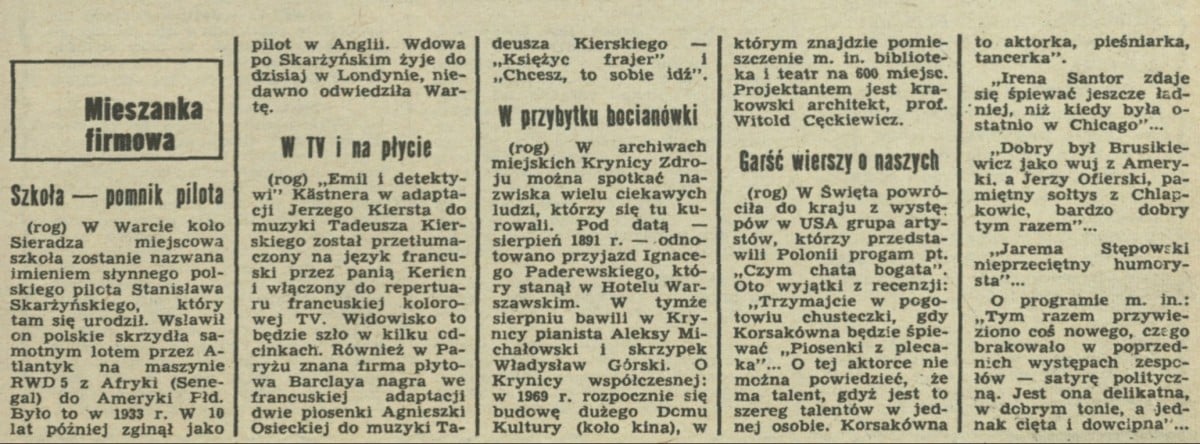 Mieszanka
firmowa
Szkoła — pomnik pilota
(rog) W Warcie koło
Sieradza miejscowa
szkoła zostanie nazwana
imieniem słynnego pol-
skiego pilota Stanisława
Skarżyńskiego, który
tam się urodził. Wsławił
on polskie skrzydła sa-
motnym lotem przez A-
tlantyk na maszynie
RWD 5 z Afryki (Sene-
gal) do Ameryki Płd.
Było to w 1933 r. W 10
lat później zginął jako
pilot w Anglii. Wdowa
po Skarżyńskim żyje do
dzisiaj w Londynie, nie-
dawno odwiedziła War-
tę.
W TV i na płycie
(rog) „Emil i detekty-
wi" Kästnera w adapta-
cji Jerzego Kiersta do
muzyki Tadeusza Kier-
skiego został przetłuma-
czony na język francu-
ski przez panią Kerien
i włączony do repertua-
ru francuskiej koloro-
wej TV. Widowisko to
będzie szło w kilku od-
cinkach. Również w Pa-
ryżu znana firma płyto-
wa Barclaya nagra we
francuskiej adaptacji
dwie piosenki Agnieszki
Osieckiej do muzyki Ta-
deusza Kierskiego —
„Księżyc frajer" i
„Chcesz, to sobie idź".
W przybytku bocianówki
(rog) W archiwach
miejskich Krynicy Zdro-
ju można spotkać na-
zwiska wielu ciekawych
ludzi, którzy się tu ku-
rowali. Pod datą —
sierpień 1891 r. — odno-
towano przyjazd Ignace-
go Paderewskiego, któ-
ry stanął w Hotelu War-
szawskim. W tymże
sierpniu bawili w Kry-
nicy pianista Aleksy Mi-
chałowski i skrzypek
Władysław Górski. O
Krynicy współczesnej:
w 1969 r. rozpocznie się
budowę dużego Domu
Kultury (koło kina), w
którym znajdzie pomie-
szczenie m. in. bibliote-
ka i teatr na 600 miejsc.
Projektantem jest kra-
kowski architekt, prof.
Witold Cęckiewicz.
Garść wierszy o naszych
(rog) W Święta powró-
ciła do kraju z wystę-
pów w USA grupa arty-
stów, którzy przedsta-
wili Polonii progam pt.
„Czym chata bogata".
Oto wyjątki z recenzji:
„Trzymajcie w pogo-
towiu chusteczki, gdy
Korsakówna będzie śpie-
wać „Piosenki z pleca-
ka"... O tej aktorce nie
można powiedzieć, że
ma talent, gdyż jest to
szereg talentów w jed-
nej osobie. Korsakówna
to aktorka, pieśniarka,
tancerka".
„Irena Santor zdaje
się śpiewać jeszcze ład-
niej, niż kiedy była o-
statnio w Chicago"...
„Dobry był Brusikie-
wicz jako wuj z Amery-
ki, a Jerzy Ofierski, pa-
miętny sołtys z Chłap-
kowic, bardzo dobry
tym razem"...
„Jarema Stępowski
nieprzeciętny humory-
sta"...
O programie m. in.:
„Tym razem przywie-
ziono coś nowego, czego
brakowało w poprzed-
nich występach zespo-
łów — satyrę politycz-
ną. Jest ona delikatna,
w dobrym tonie, a jed-
nak cięta i dowcipna"...